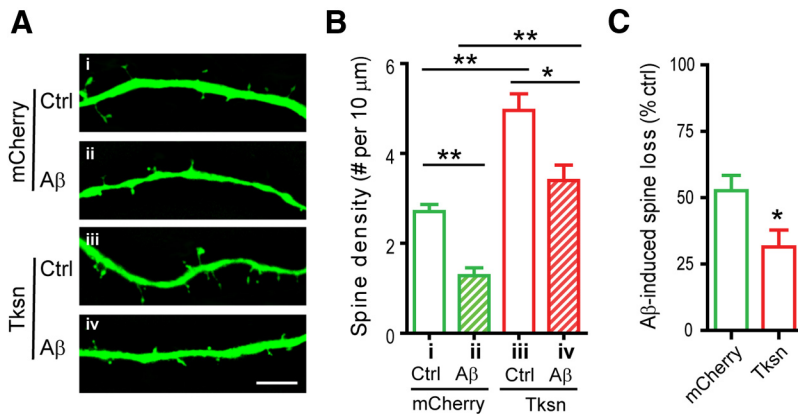 A
B
C
mCherry
Ctrl
Aβ
Tksn
Ctrl
Aβ
i
ii
iii
iv
Spine density (# per 10 μm)
6
4
2
0
**
**
**
*
i ii iii iv
Ctrl Aβ Ctrl Aβ
mCherry Tksn
Aβ-induced spine loss (% ctrl)
100
75
50
25
0
*
mCherry
Tksn